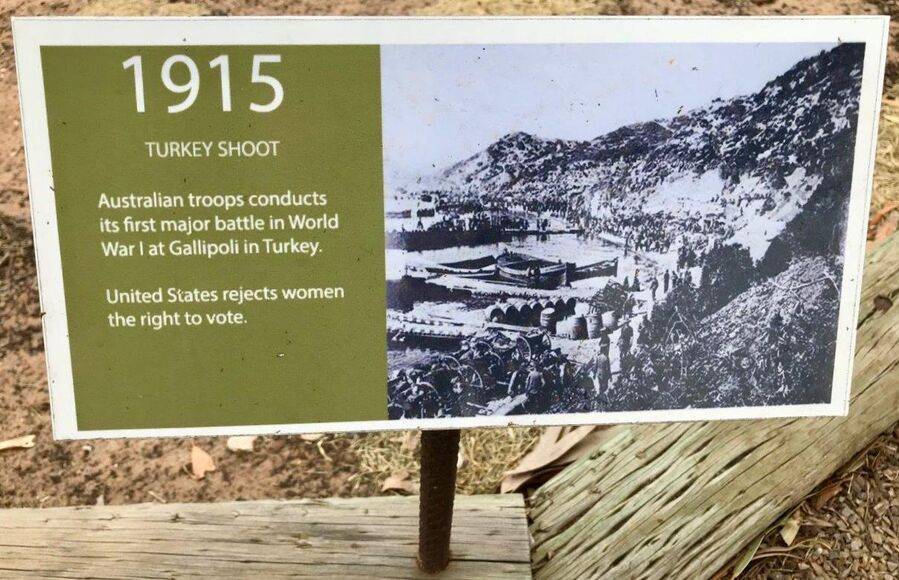 1915
TURKEY SHOOT
Australian troops conducts
its first major battle in World
War I at Gallipoli in Turkey.
United States rejects women
the right to vote.